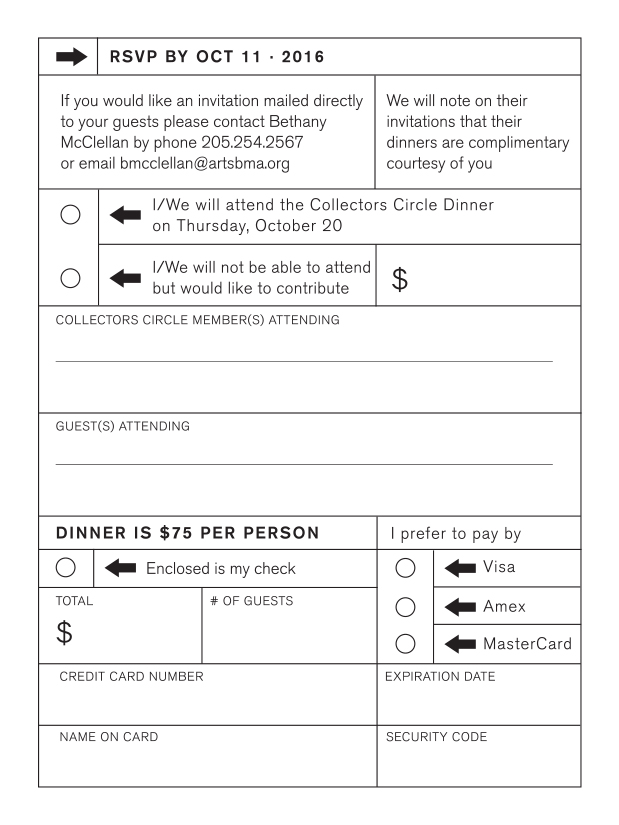 RSVP BY OCT 11 · 2016
If you would like an invitation mailed directly
to your guests please contact Bethany
McClellan by phone 205.254.2567
or email bmcclellan@artsbma.org
We will note on their
invitations that their
dinners are complimentary
courtesy of you
I/We will attend the Collectors Circle Dinner
on Thursday, October 20
I/We will not be able to attend
but would like to contribute
$
COLLECTORS CIRCLE MEMBER(S) ATTENDING
GUEST(S) ATTENDING
DINNER IS $75 PER PERSON
I prefer to pay by
Enclosed is my check
Visa
TOTAL
# OF GUESTS
Amex
$
MasterCard
CREDIT CARD NUMBER
EXPIRATION DATE
NAME ON CARD
SECURITY CODE